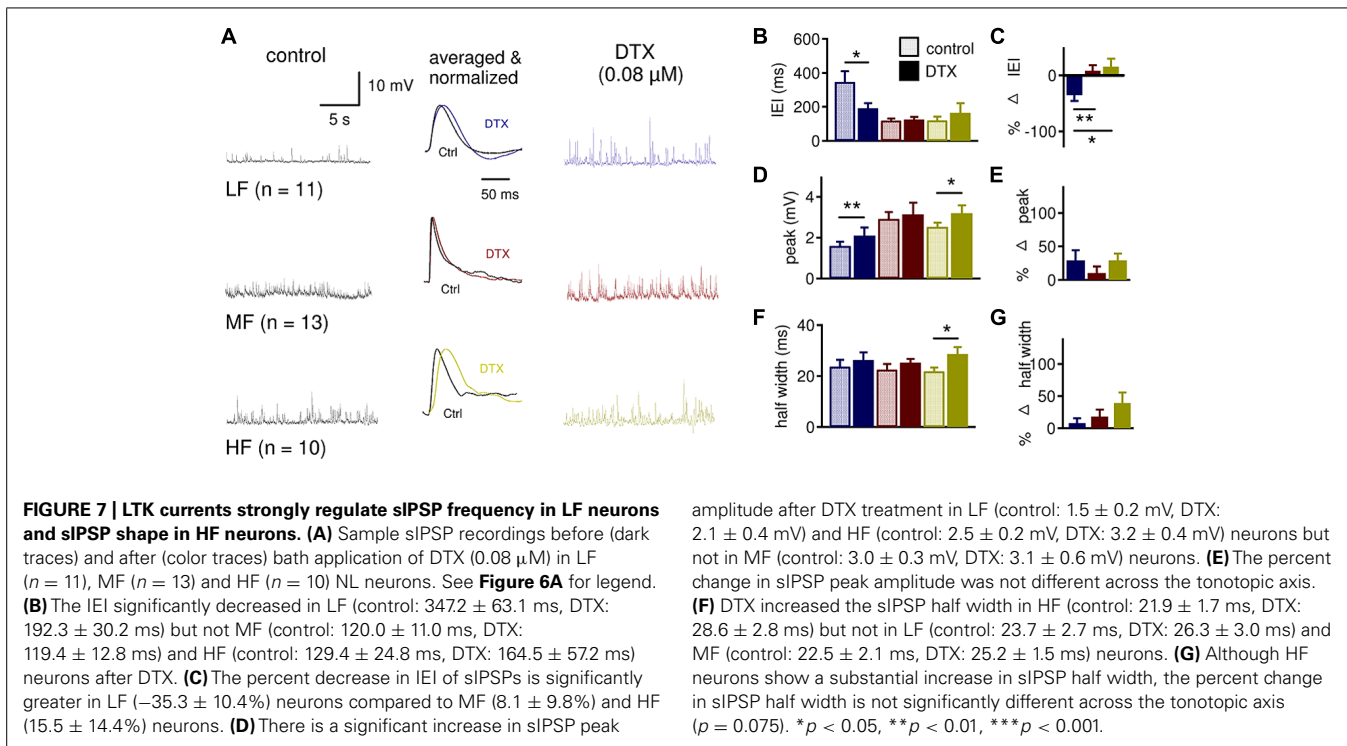 A
control
10 mV
5 s
averaged &
normalized
DTX
(0.08 μM)
DTX
Ctrl
50 ms
LF (n = 11)
DTX
Ctrl
MF (n = 13)
DTX
Ctrl
HF (n = 10)
B
600
400
200
0
IEI (ms)
*
control
DTX
C
0
-100
% Δ IEI
**
*
D
4
2
0
peak (mV)
**
*
E
100
50
0
% Δ peak
F
40
20
0
half width (ms)
*
G
100
50
0
% Δ half width
FIGURE 7 | LTK currents strongly regulate sIPSP frequency in LF neurons
and sIPSP shape in HF neurons. (A) Sample sIPSP recordings before (dark
traces) and after (color traces) bath application of DTX (0.08 μM) in LF
(n = 11), MF (n = 13) and HF (n = 10) NL neurons. See Figure 6A for legend.
(B) The IEI significantly decreased in LF (control: 347.2 ± 63.1 ms, DTX:
192.3 ± 30.2 ms) but not MF (control: 120.0 ± 11.0 ms, DTX:
119.4 ± 12.8 ms) and HF (control: 129.4 ± 24.8 ms, DTX: 164.5 ± 57.2 ms)
neurons after DTX. (C) The percent decrease in IEI of sIPSPs is significantly
greater in LF (−35.3 ± 10.4%) neurons compared to MF (8.1 ± 9.8%) and HF
(15.5 ± 14.4%) neurons. (D) There is a significant increase in sIPSP peak
amplitude after DTX treatment in LF (control: 1.5 ± 0.2 mV, DTX:
2.1 ± 0.4 mV) and HF (control: 2.5 ± 0.2 mV, DTX: 3.2 ± 0.4 mV) neurons but
not in MF (control: 3.0 ± 0.3 mV, DTX: 3.1 ± 0.6 mV) neurons. (E) The percent
change in sIPSP peak amplitude was not different across the tonotopic axis.
(F) DTX increased the sIPSP half width in HF (control: 21.9 ± 1.7 ms, DTX:
28.6 ± 2.8 ms) but not in LF (control: 23.7 ± 2.7 ms, DTX: 26.3 ± 3.0 ms) and
MF (control: 22.5 ± 2.1 ms, DTX: 25.2 ± 1.5 ms) neurons. (G) Although HF
neurons show a substantial increase in sIPSP half width, the percent change
in sIPSP half width is not significantly different across the tonotopic axis
(p = 0.075). *p < 0.05, **p < 0.01, ***p < 0.001.